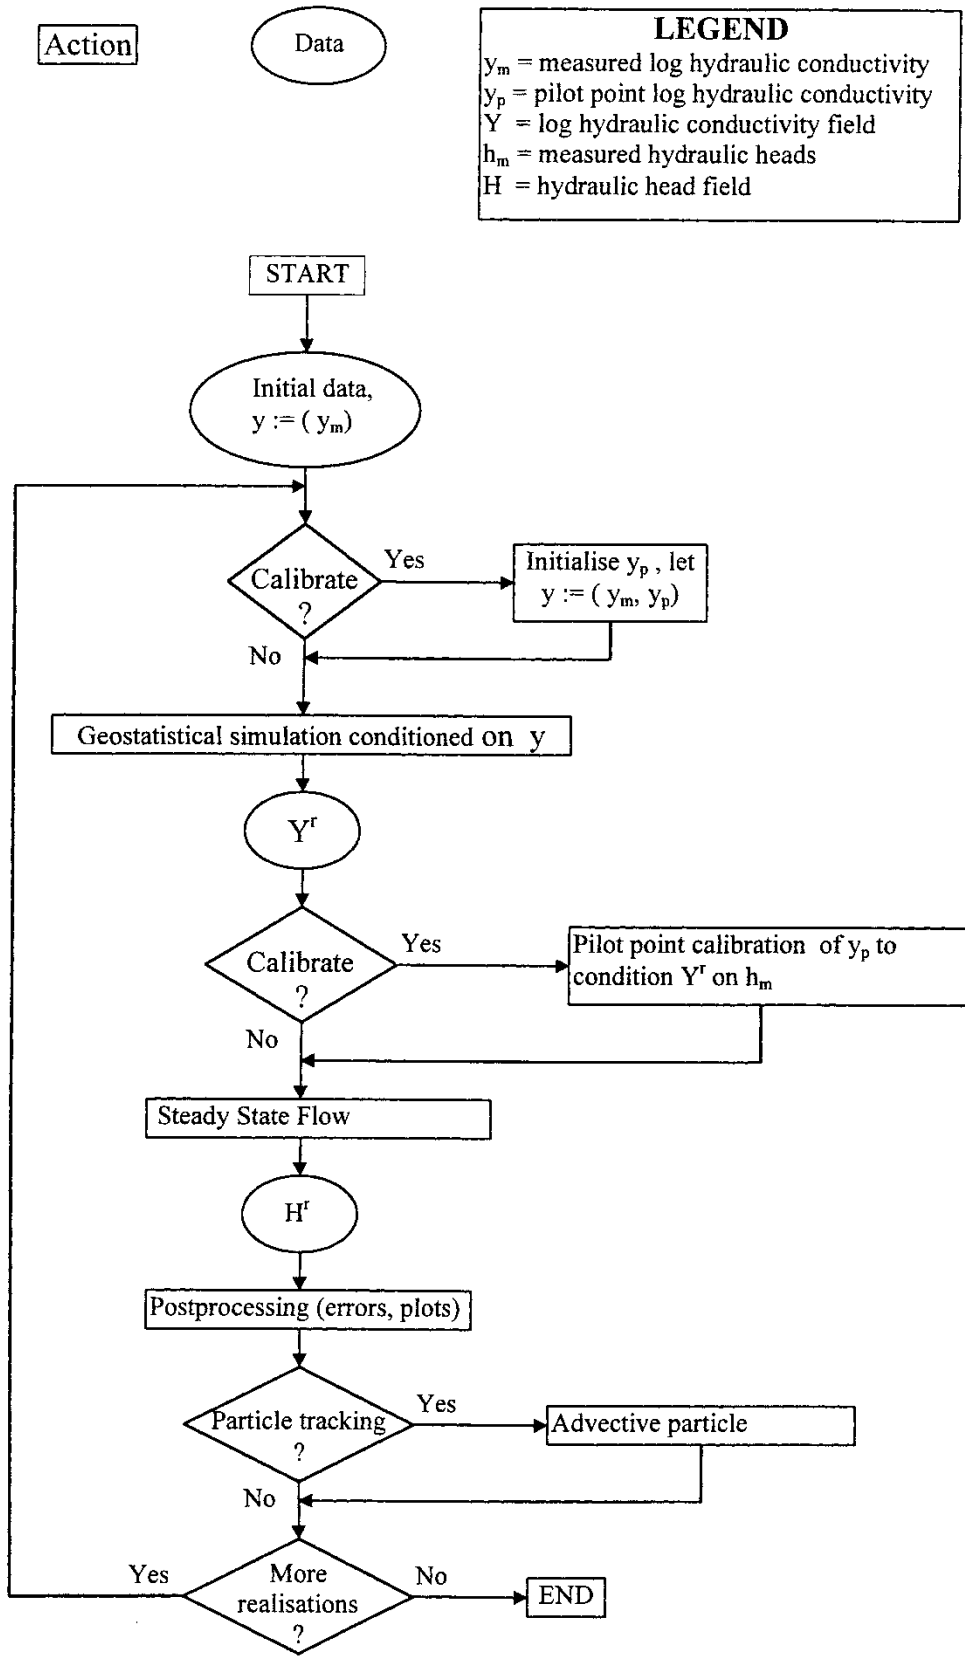 Action
Data
LEGEND
yₘ = measured log hydraulic conductivity
yₚ = pilot point log hydraulic conductivity
Y = log hydraulic conductivity field
hₘ = measured hydraulic heads
H = hydraulic head field
START
Initial data,
y := ( yₘ)
Calibrate
?
Yes
Initialise yₚ , let
y := ( yₘ, yₚ)
No
Geostatistical simulation conditioned on y
Yʳ
Calibrate
?
Yes
Pilot point calibration of yₚ to
condition Yʳ on hₘ
No
Steady State Flow
Hʳ
Postprocessing (errors, plots)
Particle tracking
?
Yes
Advective particle
No
More
realisations
?
Yes
No
END